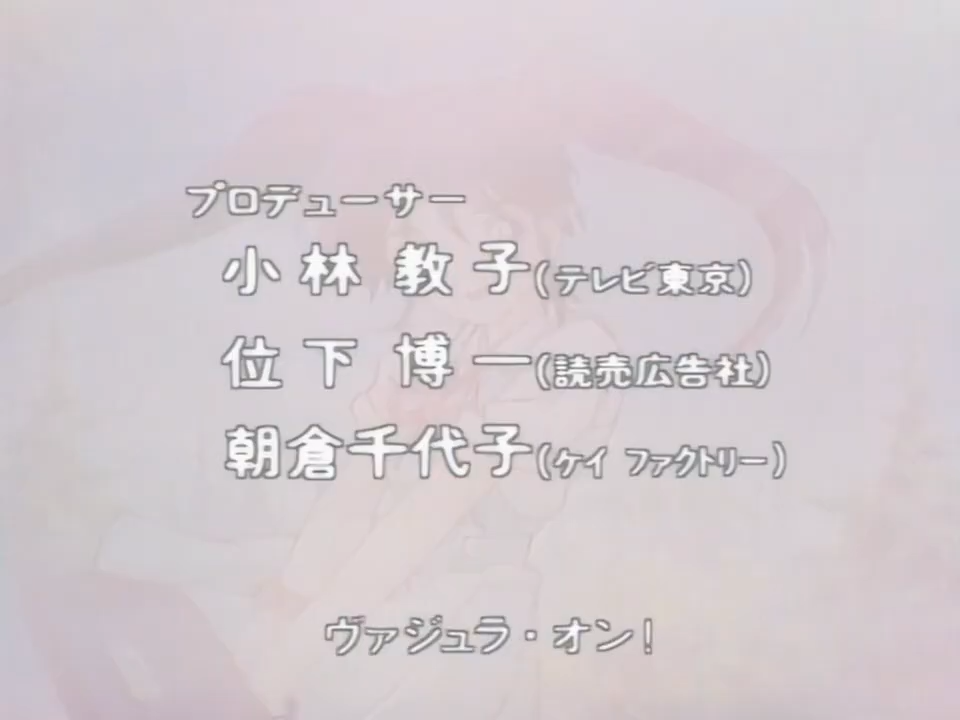 プロデューサー
小林 教子(テレビ東京)
位下 博一(読売広告社)
朝倉千代子(ケイ ファクトリー)
ヴァジュラ・オン!